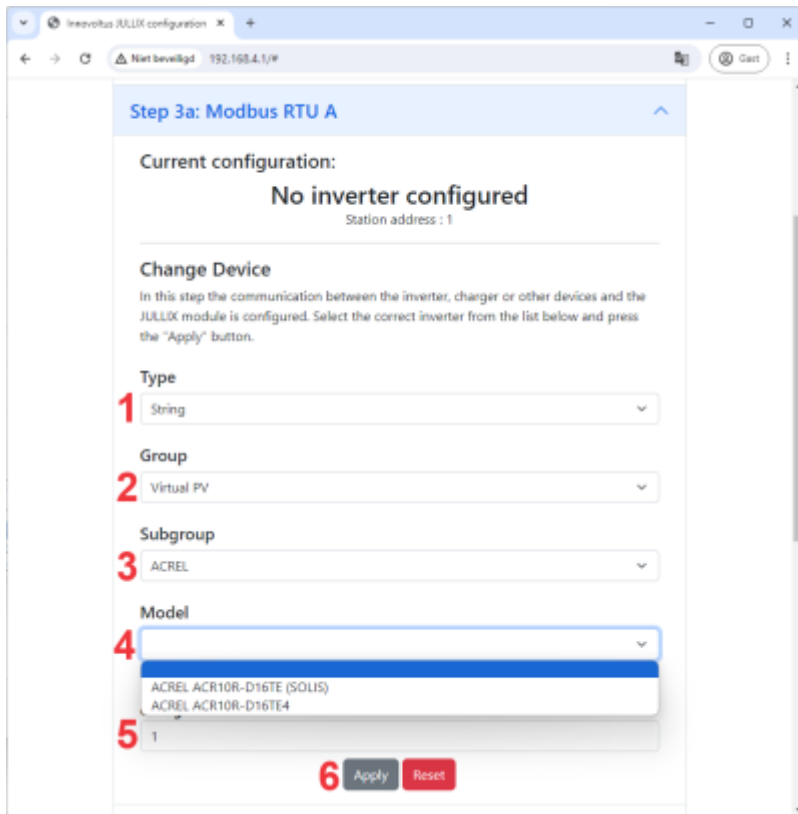 Innovoltus JULLIX configuration
Niet beveiligd 192.168.4.1/#
Gast
Step 3a: Modbus RTU A
Current configuration:
No inverter configured
Station address : 1
Change Device
In this step the communication between the inverter, charger or other devices and the
JULLIX module is configured. Select the correct inverter from the list below and press
the "Apply" button.
Type
1 String
Group
2 Virtual PV
Subgroup
3 ACREL
Model
4
ACREL ACR10R-D16TE (SOLIS)
ACREL ACR10R-D16TE4
5 1
6 Apply Reset